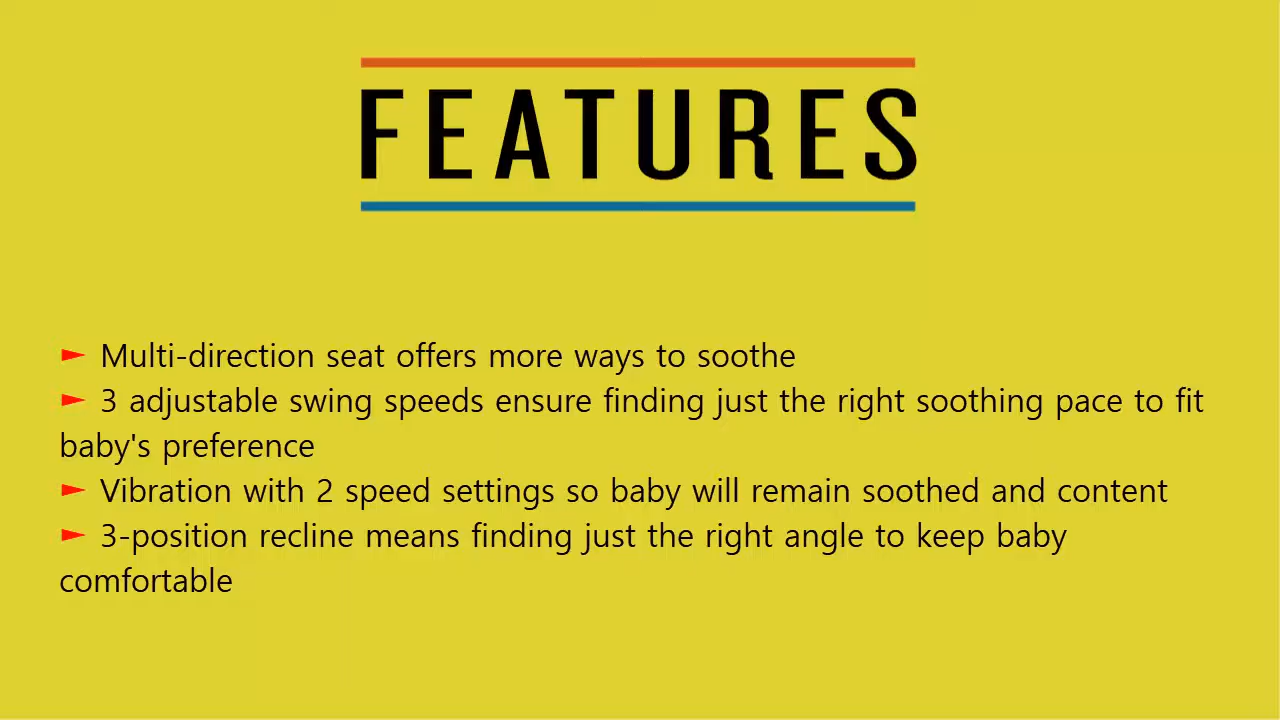 FEATURES
► Multi-direction seat offers more ways to soothe
► 3 adjustable swing speeds ensure finding just the right soothing pace to fit
baby's preference
► Vibration with 2 speed settings so baby will remain soothed and content
► 3-position recline means finding just the right angle to keep baby
comfortable